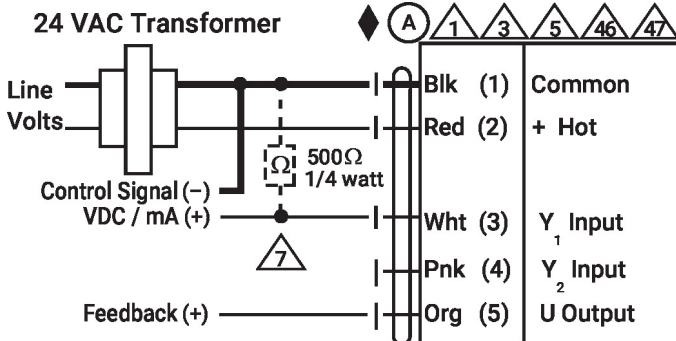 24 VAC Transformer
A 1 3 5 46 47
Line
Volts
Blk (1) Common
Red (2) + Hot
Ω 500Ω
1/4 watt
Control Signal (−)
VDC / mA (+)
Wht (3) Y1 Input
7
Pnk (4) Y2 Input
Feedback (+)
Org (5) U Output